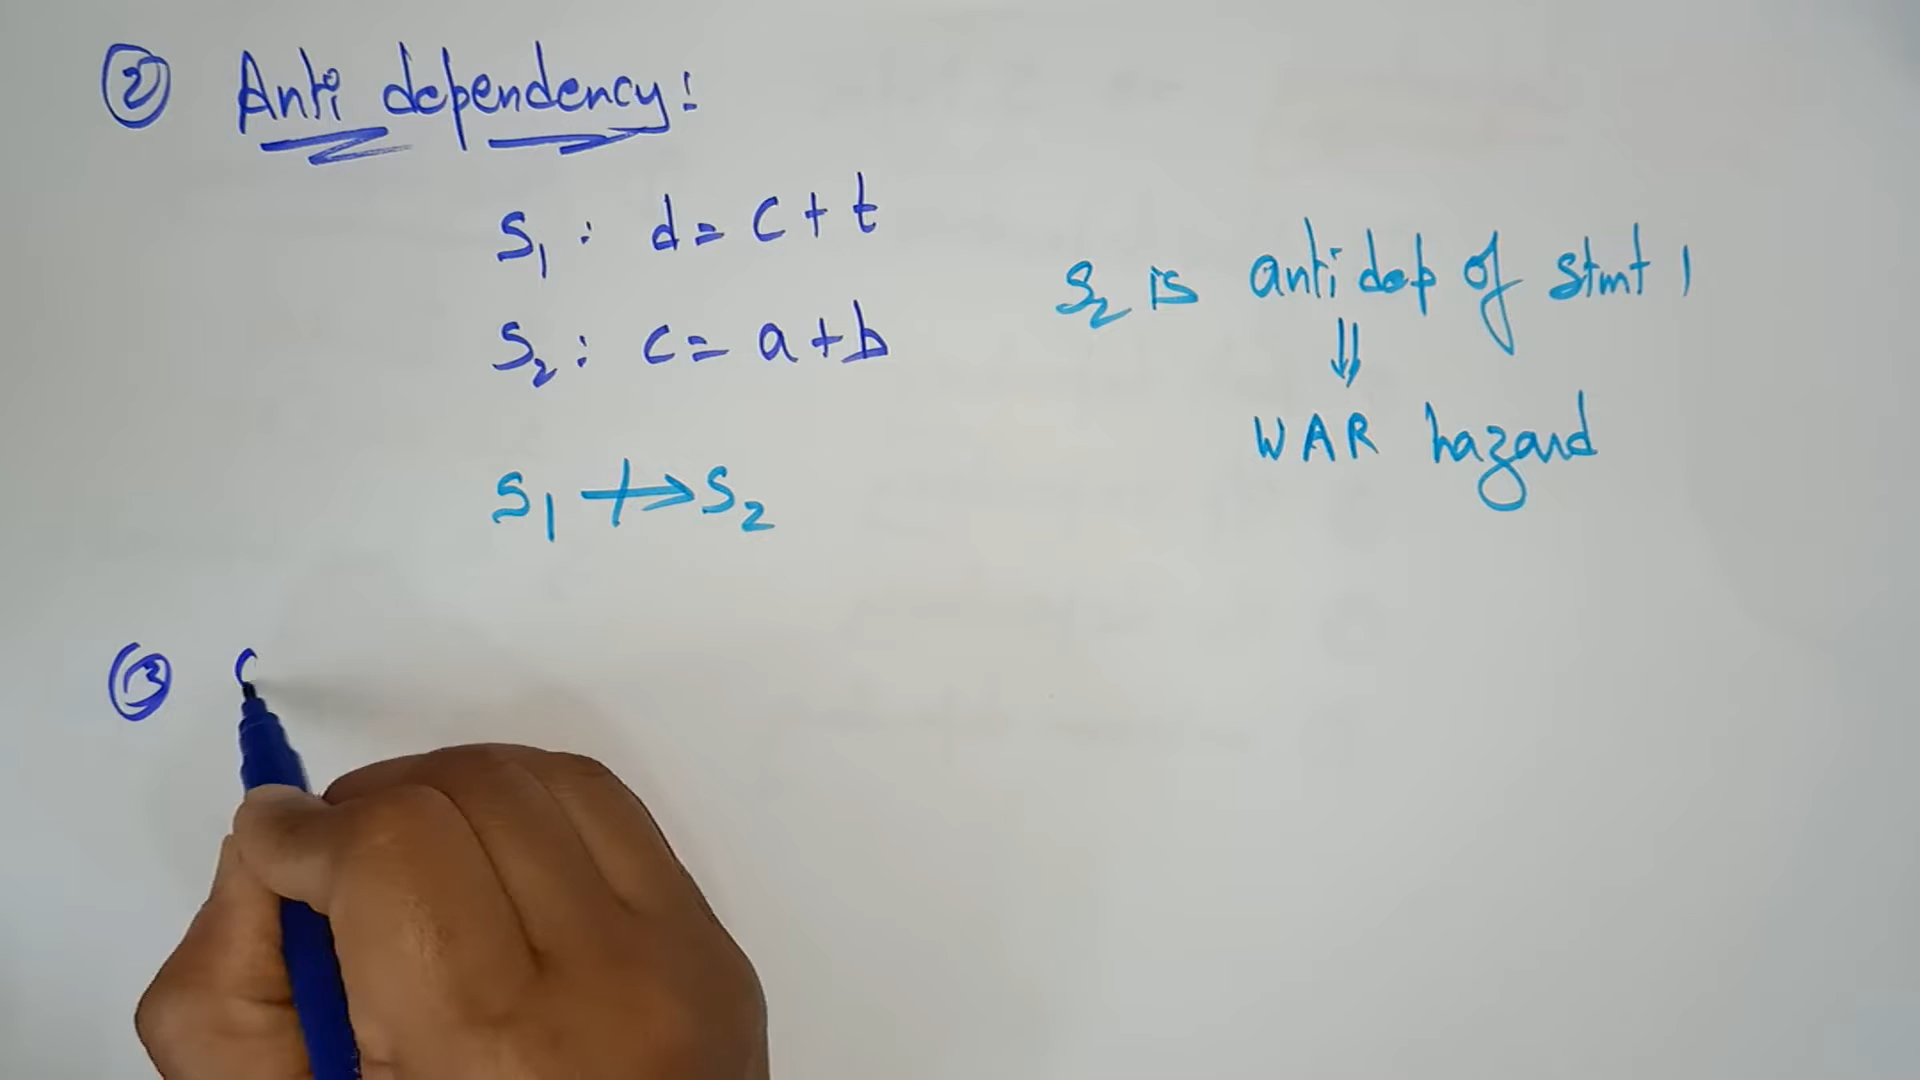 ② Anti dependency:
S₁ : d = c + t
S₂ : c = a + b
S₁ ⇸ S₂
S₂ is anti dep of stmt 1
⇓
WAR hazard
③